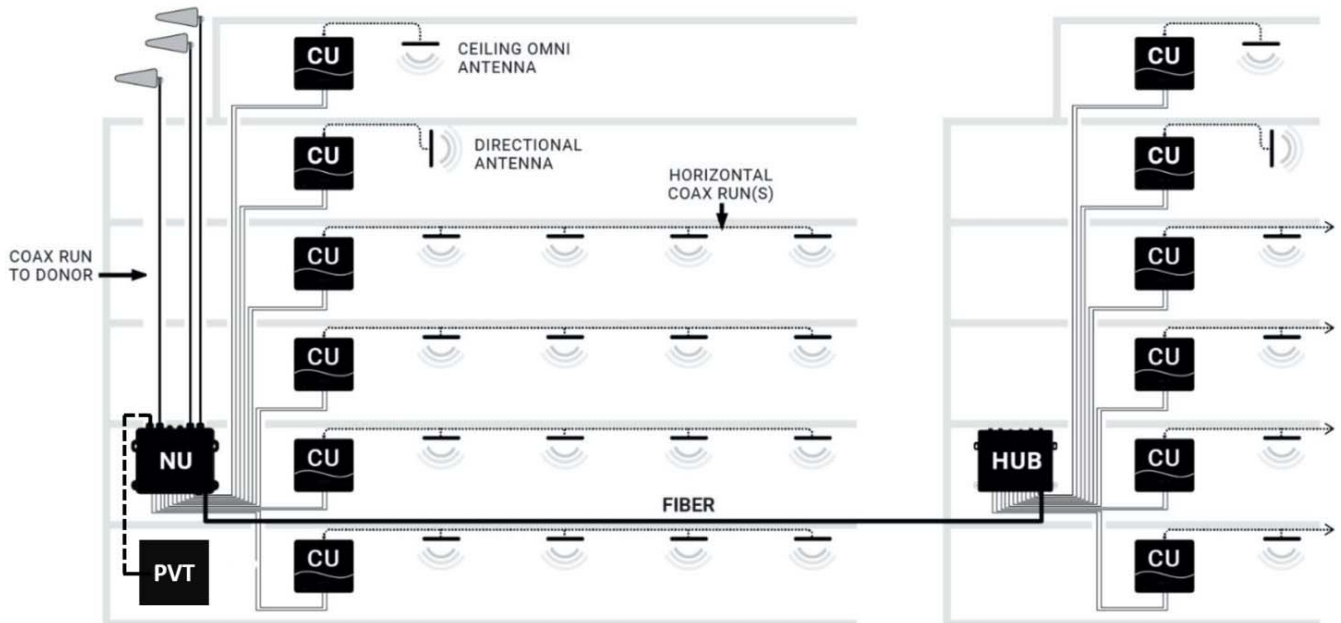 CU
CEILING OMNI
ANTENNA
CU
CU
DIRECTIONAL
ANTENNA
CU
HORIZONTAL
COAX RUN(S)
COAX RUN
TO DONOR
CU
CU
CU
CU
NU
CU
HUB
CU
FIBER
PVT
CU
CU